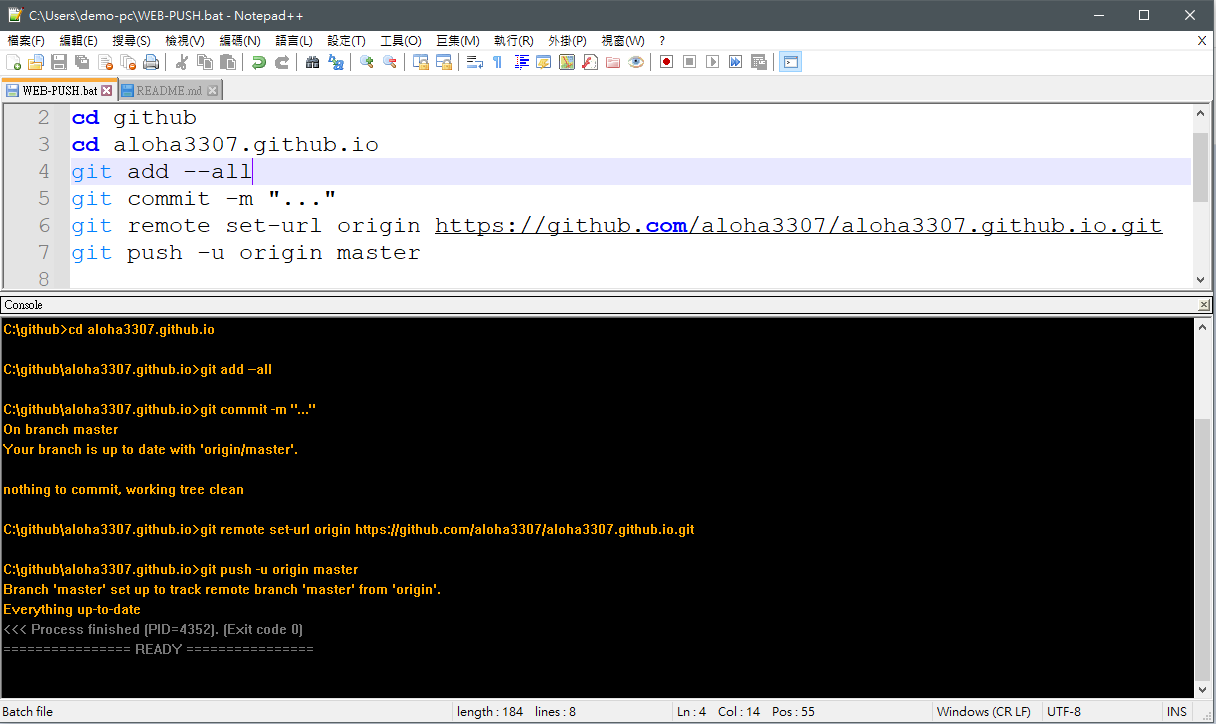 C:\Users\demo-pc\WEB-PUSH.bat - Notepad++
檔案(F) 編輯(E) 搜尋(S) 檢視(V) 編碼(N) 語言(L) 設定(T) 工具(O) 巨集(M) 執行(R) 外掛(P) 視窗(W) ? X
WEB-PUSH.bat README.md
2 cd github
3 cd aloha3307.github.io
4 git add --all
5 git commit -m "..."
6 git remote set-url origin https://github.com/aloha3307/aloha3307.github.io.git
7 git push -u origin master
8
Console
C:\github>cd aloha3307.github.io
C:\github\aloha3307.github.io>git add --all
C:\github\aloha3307.github.io>git commit -m "..."
On branch master
Your branch is up to date with 'origin/master'.
nothing to commit, working tree clean
C:\github\aloha3307.github.io>git remote set-url origin https://github.com/aloha3307/aloha3307.github.io.git
C:\github\aloha3307.github.io>git push -u origin master
Branch 'master' set up to track remote branch 'master' from 'origin'.
Everything up-to-date
<<< Process finished (PID=4352). (Exit code 0)
================ READY ================
Batch file length : 184 lines : 8 Ln : 4 Col : 14 Pos : 55 Windows (CR LF) UTF-8 INS